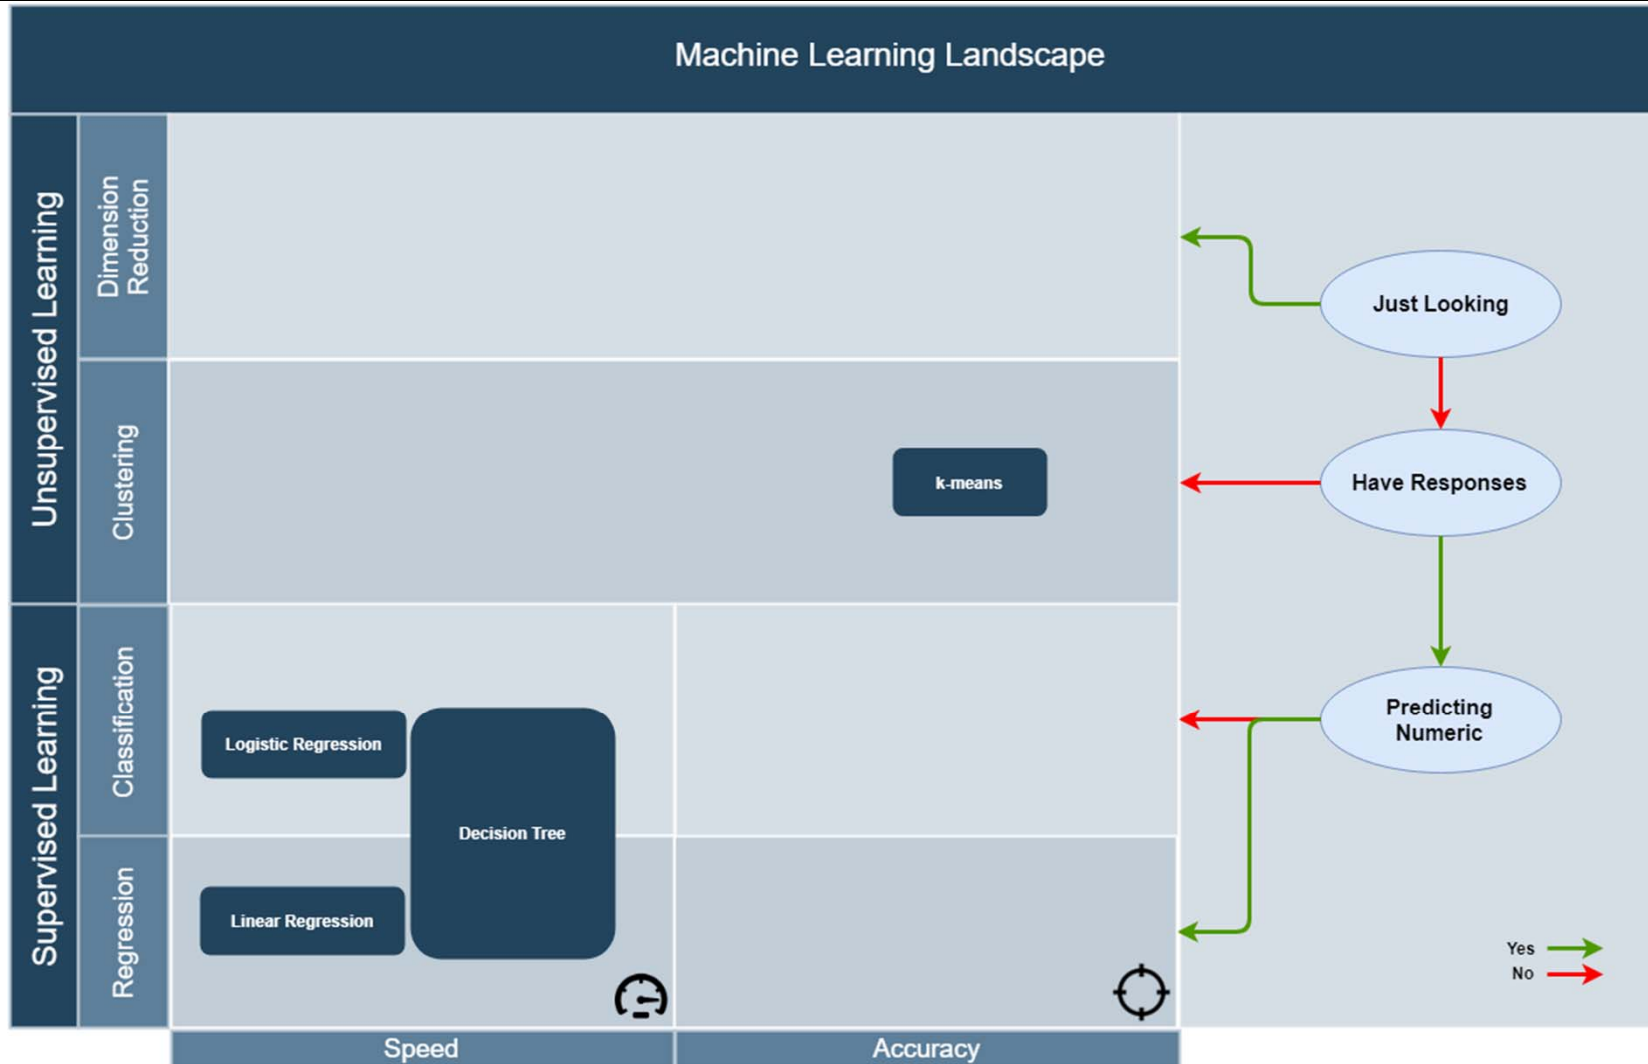 Machine Learning Landscape
Unsupervised Learning
Dimension
Reduction
Just Looking
Clustering
k-means
Have Responses
Supervised Learning
Classification
Logistic Regression
Decision Tree
Predicting
Numeric
Regression
Linear Regression
Yes
No
Speed
Accuracy